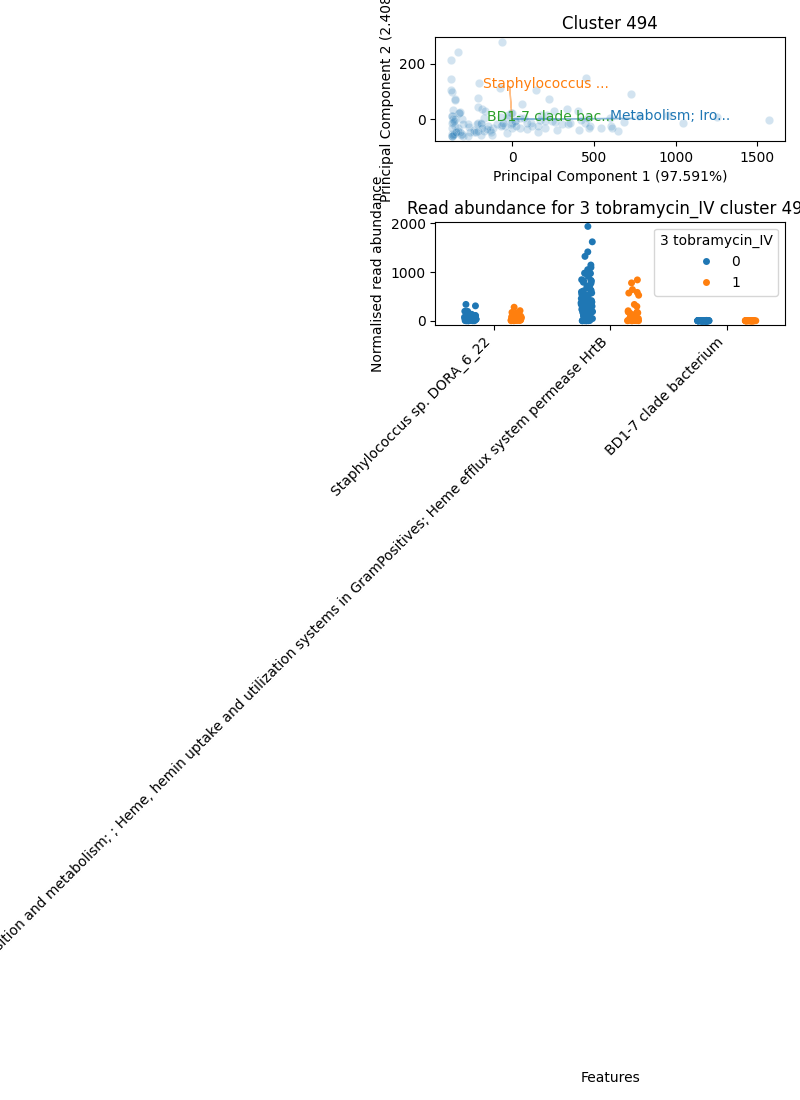 Cluster 494
Principal Component 2 (2.408
200
0
Staphylococcus ...
BD1-7 clade bac...
Metabolism; Iro...
0
500
1000
1500
Principal Component 1 (97.591%)
Read abundance for 3 tobramycin_IV cluster 49
Normalised read abundance
2000
1000
0
3 tobramycin_IV
0
1
Staphylococcus sp. DORA_6_22
sition and metabolism; ; Heme, hemin uptake and utilization systems in GramPositives; Heme efflux system permease HrtB
BD1-7 clade bacterium
Features